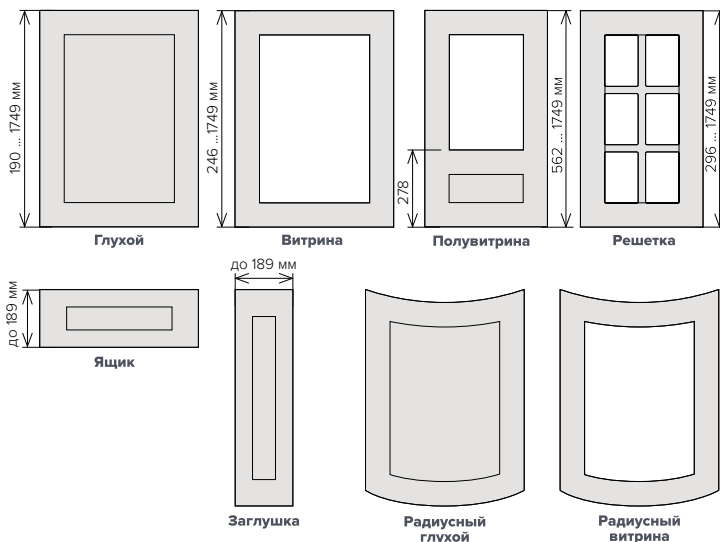 190 ... 1749 мм
246 ...1749 мм
278
562 ... 1749 мм
296 ... 1749 мм
Глухой
Витрина
Полувитрина
Решетка
до 189 мм
до 189 мм
Ящик
Заглушка
Радиусный
глухой
Радиусный
витрина